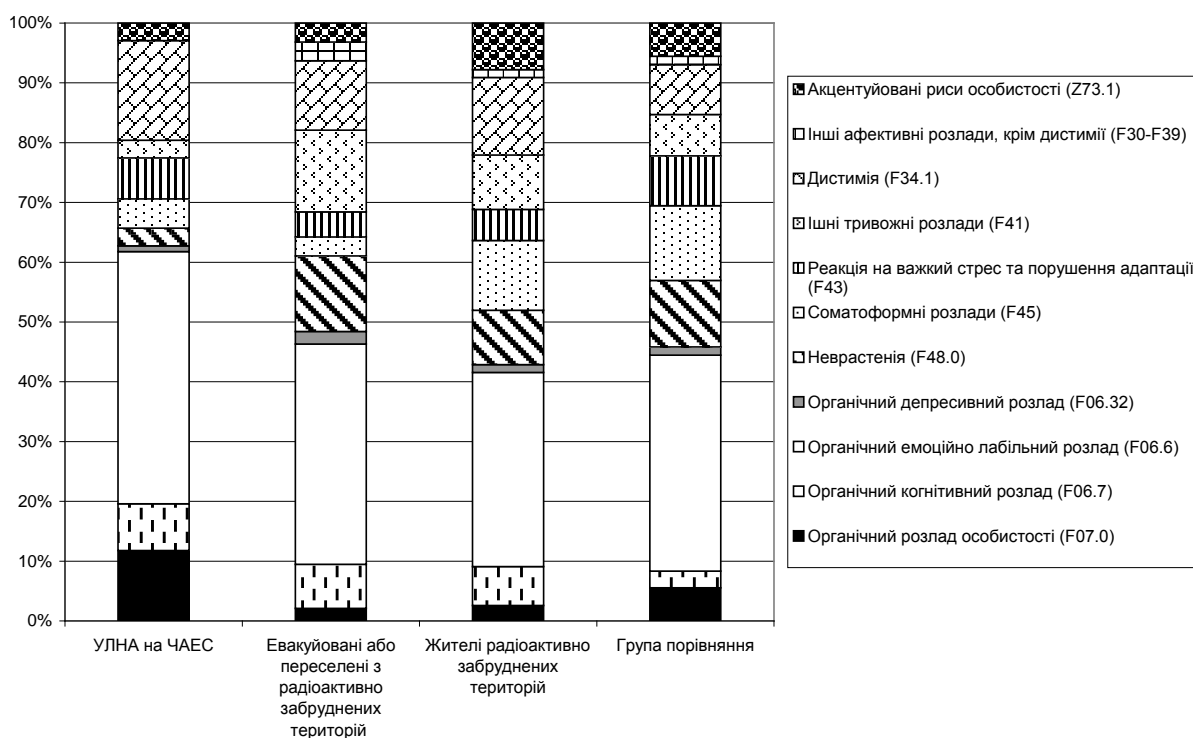 100%
90%
80%
70%
60%
50%
40%
30%
20%
10%
0%
УЛНА на ЧАЕС
Евакуйовані або
переселені з
радіоактивно
забруднених
територій
Жителі радіоактивно
забруднених
територій
Група порівняння
Акцентуйовані риси особистості (Z73.1)
Інші афективні розлади, крім дистимії (F30-F39)
Дистимія (F34.1)
Ішні тривожні розлади (F41)
Реакція на важкий стрес та порушення адаптації
(F43)
Соматоформні розлади (F45)
Неврастенія (F48.0)
Органічний депресивний розлад (F06.32)
Органічний емоційно лабільний розлад (F06.6)
Органічний когнітивний розлад (F06.7)
Органічний розлад особистості (F07.0)